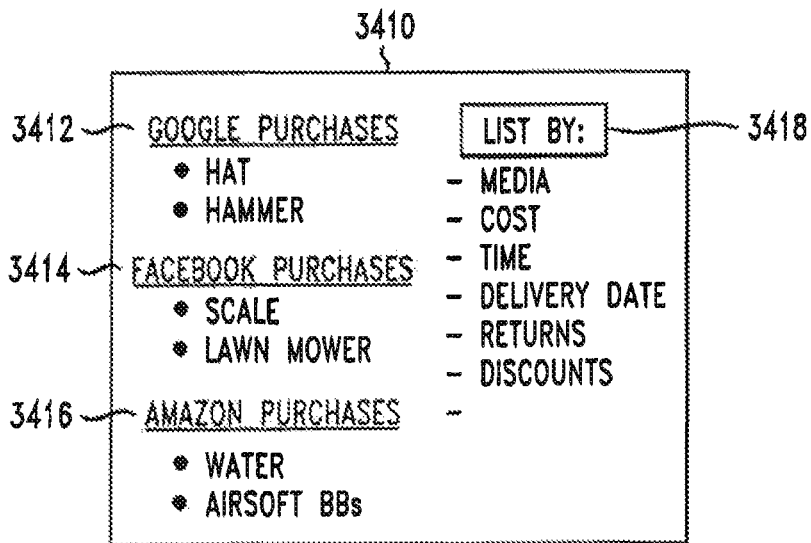 3410
3412
GOOGLE PURCHASES
• HAT
• HAMMER
3414
FACEBOOK PURCHASES
• SCALE
• LAWN MOWER
3416
AMAZON PURCHASES
• WATER
• AIRSOFT BBs
LIST BY:
3418
- MEDIA
- COST
- TIME
- DELIVERY DATE
- RETURNS
- DISCOUNTS
-